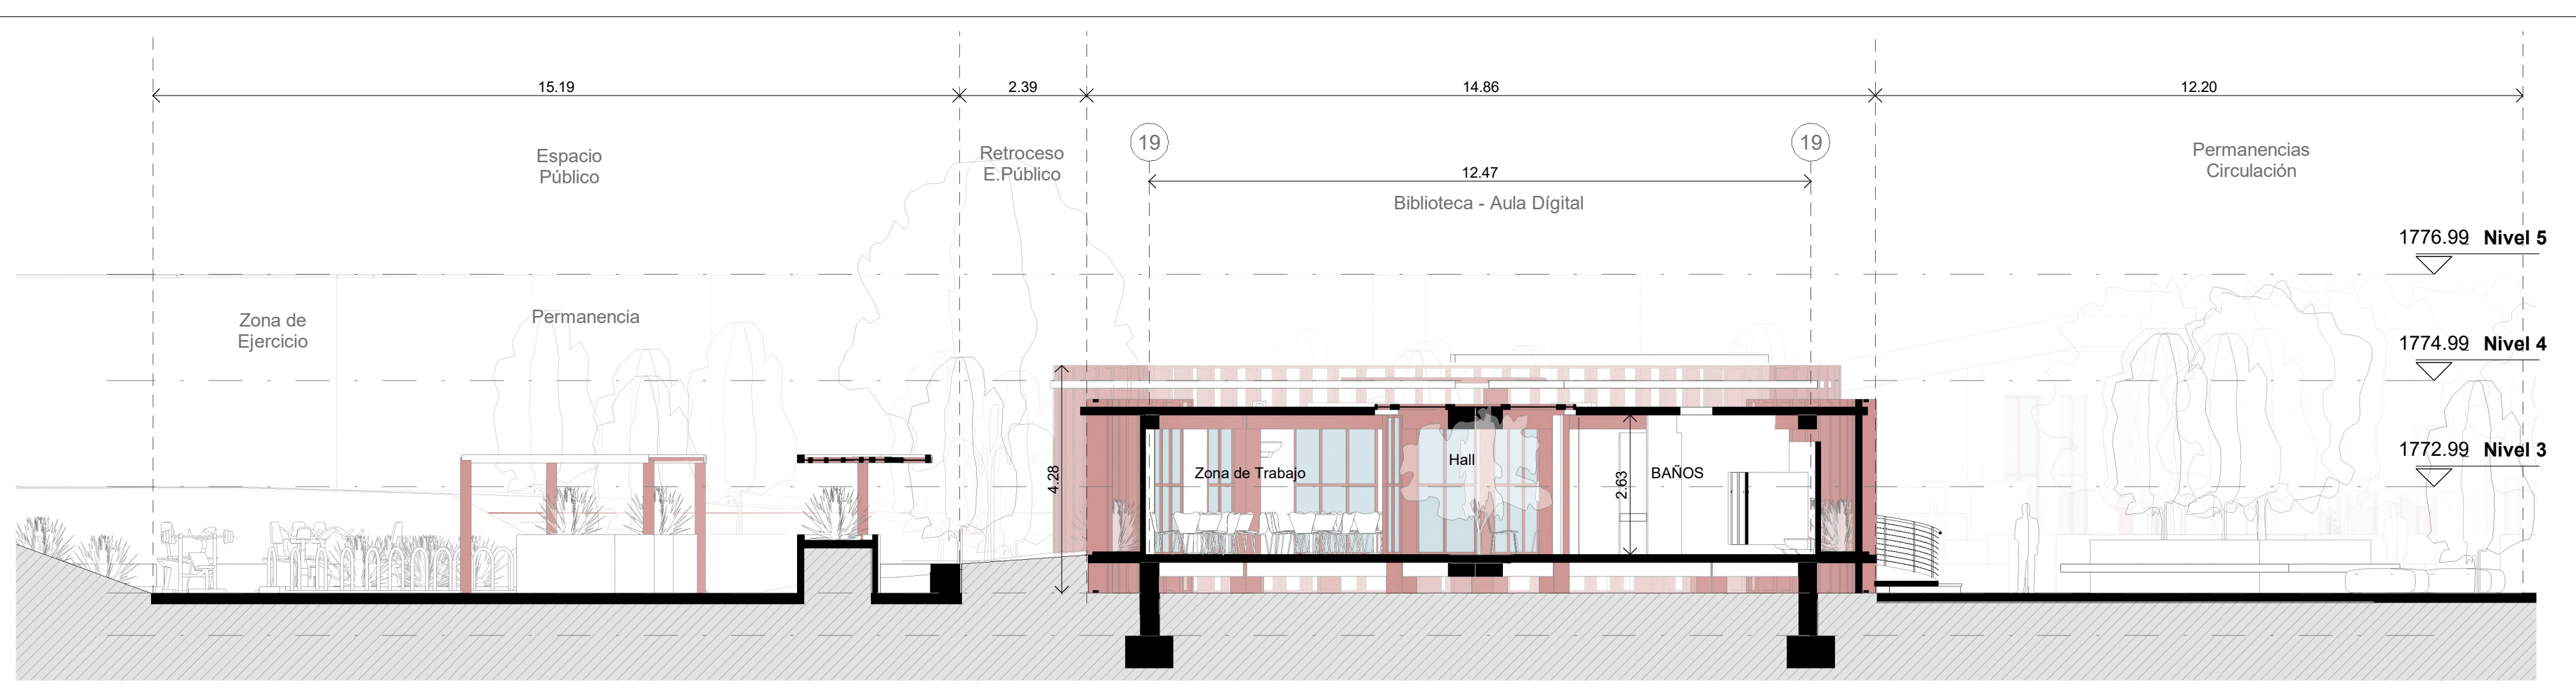 15.19
2.39
14.86
12.20
Espacio
Público
Retroceso
E.Público
19
19
12.47
Biblioteca - Aula Dígital
Permanencias
Circulación
1776.99 Nivel 5
Zona de
Ejercicio
Permanencia
1774.99 Nivel 4
1772.99 Nivel 3
4.28
Zona de Trabajo
Hall
2.63
BAÑOS